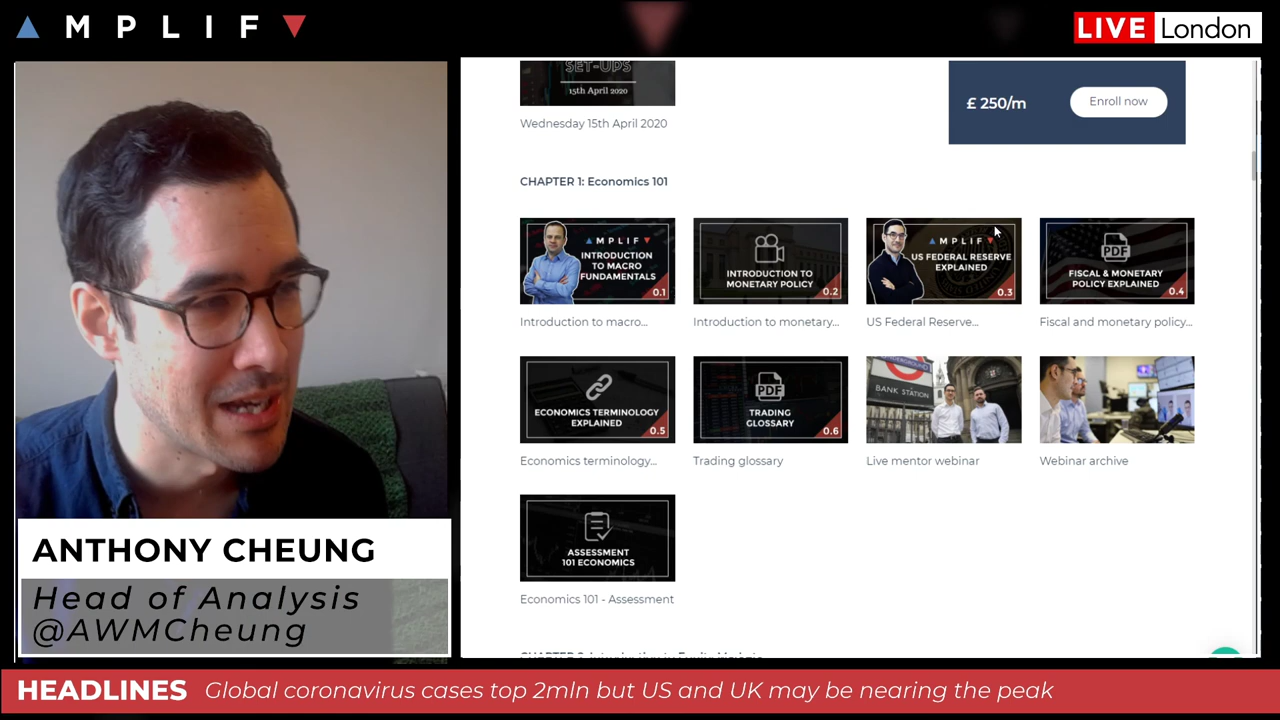 AMPLIFY
LIVE London
SET-UPS
15th April 2020
Wednesday 15th April 2020
£ 250/m
Enroll now
CHAPTER 1: Economics 101
AMPLIFY
INTRODUCTION
TO MACRO
FUNDAMENTALS
0.1
INTRODUCTION TO
MONETARY POLICY
0.2
AMPLIFY
US FEDERAL RESERVE
EXPLAINED
0.3
PDF
FISCAL & MONETARY
POLICY EXPLAINED
0.4
Introduction to macro...
Introduction to monetary...
US Federal Reserve...
Fiscal and monetary policy...
ECONOMICS TERMINOLOGY
EXPLAINED
0.5
PDF
TRADING
GLOSSARY
0.6
UNDERGROUND
BANK STATION
Economics terminology...
Trading glossary
Live mentor webinar
Webinar archive
ASSESSMENT
101 ECONOMICS
Economics 101 - Assessment
ANTHONY CHEUNG
Head of Analysis
@AWMCheung
HEADLINES Global coronavirus cases top 2mln but US and UK may be nearing the peak